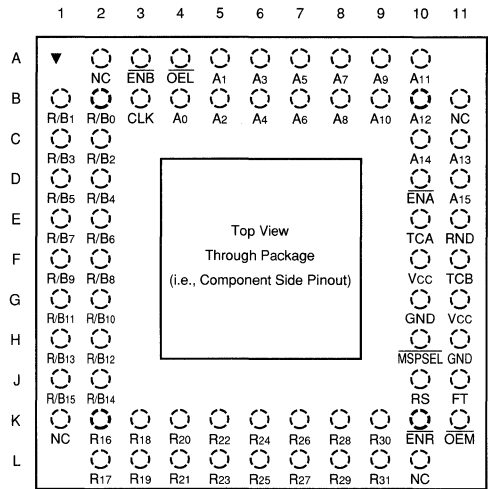 1 2 3 4 5 6 7 8 9 10 11
A
NC ENB OEL A1 A3 A5 A7 A9 A11
B
R/B1 R/B0 CLK A0 A2 A4 A6 A8 A10 A12 NC
C
R/B3 R/B2 A14 A13
D
R/B5 R/B4 ENA A15
E
R/B7 R/B6 TCA RND
F
R/B9 R/B8 VCC TCB
G
R/B11 R/B10 GND VCC
H
R/B13 R/B12 MSPSEL GND
J
R/B15 R/B14 RS FT
K
NC R16 R18 R20 R22 R24 R26 R28 R30 ENR OEM
L
R17 R19 R21 R23 R25 R27 R29 R31 NC
Top View
Through Package
(i.e., Component Side Pinout)